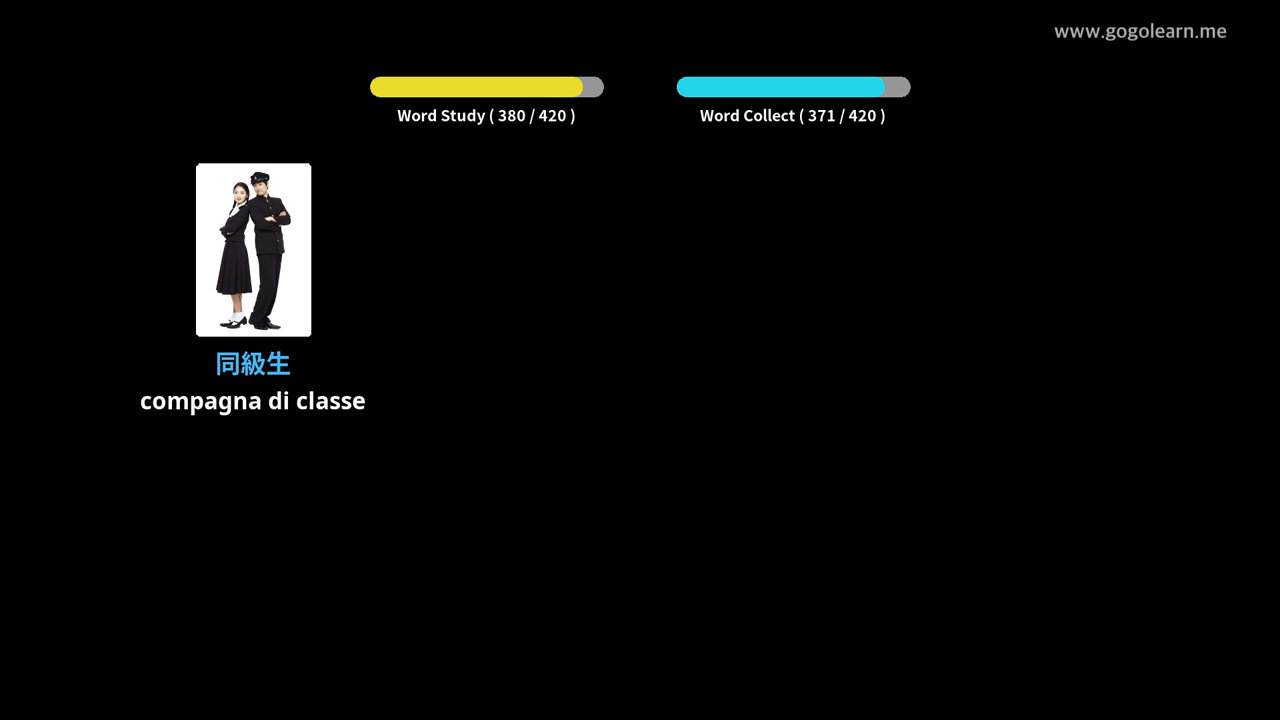 www.gogolearn.me
Word Study ( 380 / 420 )
Word Collect ( 371 / 420 )
同級生
compagna di classe